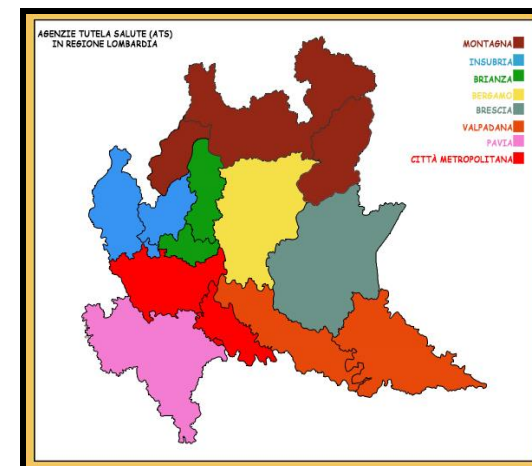 AGENZIE TUTELA SALUTE (ATS)
IN REGIONE LOMBARDIA
MONTAGNA
INSUBRIA
BRIANZA
BERGAMO
BRESCIA
VALPADANA
PAVIA
CITTÀ METROPOLITANA